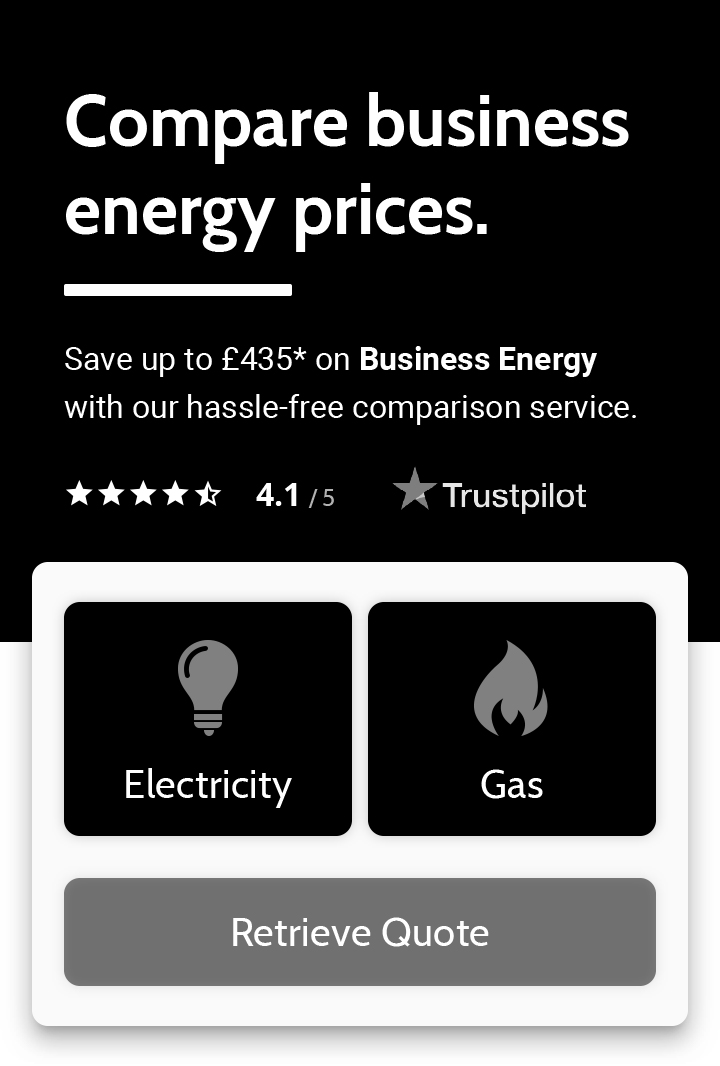 Compare business
energy prices.
Save up to £435* on Business Energy
with our hassle-free comparison service.
4.1 / 5 Trustpilot
Electricity Gas
Retrieve Quote